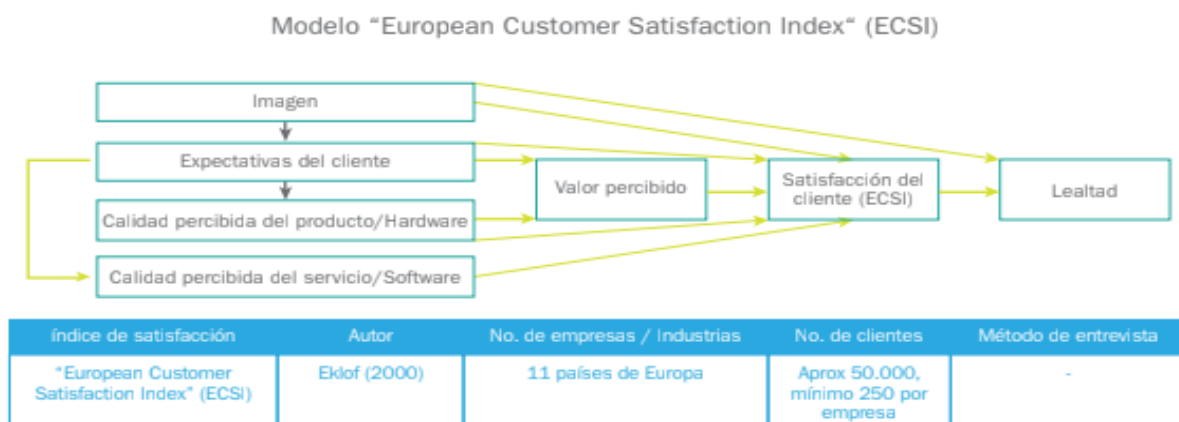 Modelo “European Customer Satisfaction Index“ (ECSI)
Imagen
Expectativas del cliente
Calidad percibida del producto/Hardware
Calidad percibida del servicio/Software
Valor percibido
Satisfacción del
cliente (ECSI)
Lealtad
índice de satisfacción
Autor
No. de empresas / Industrias
No. de clientes
Método de entrevista
“European Customer
Satisfaction Index” (ECSI)
Eklof (2000)
11 países de Europa
Aprox 50.000,
mínimo 250 por
empresa
-